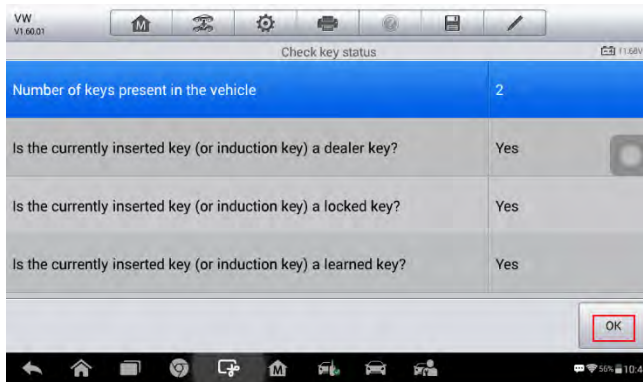 VW
V1.60.01
Check key status
11.68V
Number of keys present in the vehicle 2
Is the currently inserted key (or induction key) a dealer key? Yes
Is the currently inserted key (or induction key) a locked key? Yes
Is the currently inserted key (or induction key) a learned key? Yes
OK
56%